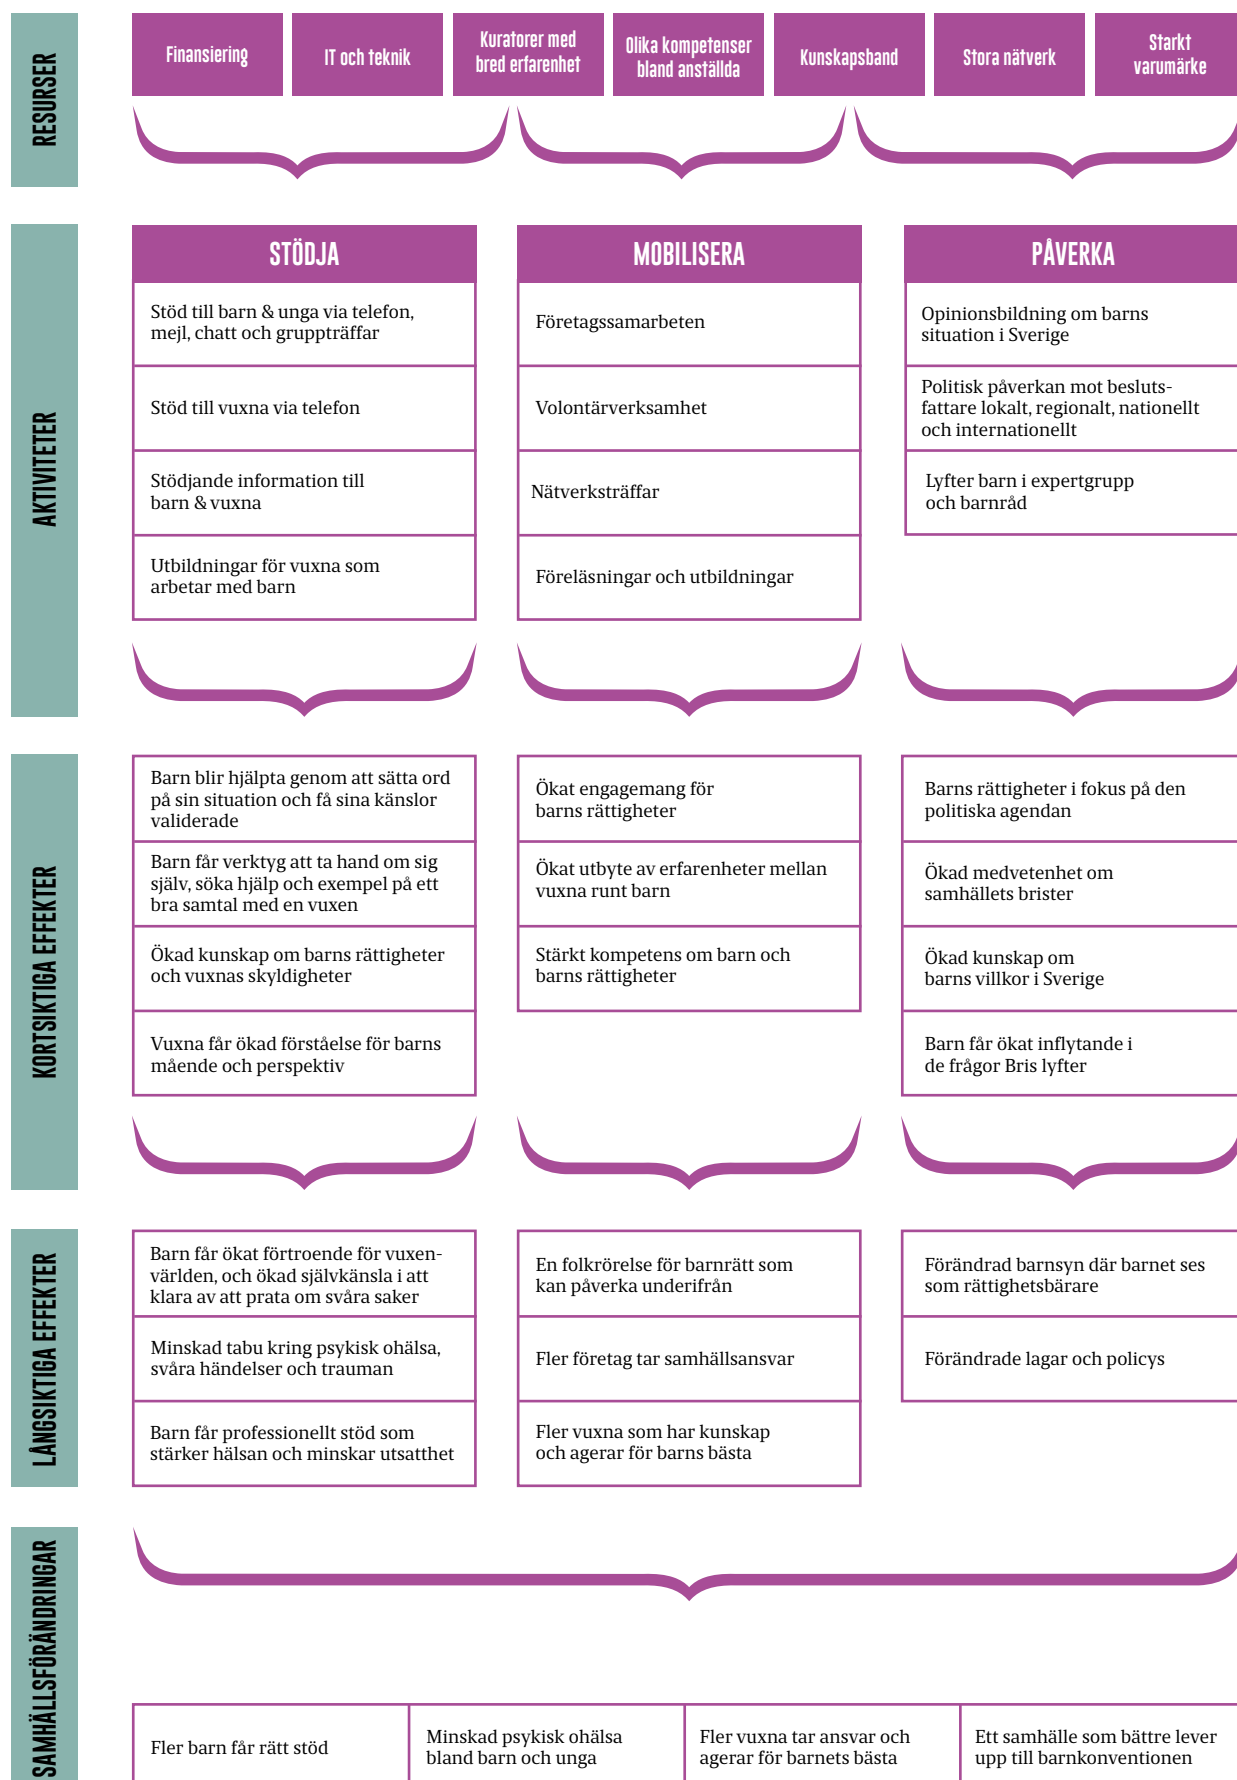 RESURSER
Finansiering
IT och teknik
Kuratorer med
bred erfarenhet
Olika kompetenser
bland anställda
Kunskapsband
Stora nätverk
Starkt
varumärke
AKTIVITETER
STÖDJA
Stöd till barn & unga via telefon,
mejl, chatt och gruppträffar
Stöd till vuxna via telefon
Stödjande information till
barn & vuxna
Utbildningar för vuxna som
arbetar med barn
MOBILISERA
Företagssamarbeten
Volontärverksamhet
Nätverksträffar
Föreläsningar och utbildningar
PÅVERKA
Opinionsbildning om barns
situation i Sverige
Politisk påverkan mot besluts-
fattare lokalt, regionalt, nationellt
och internationellt
Lyfter barn i expertgrupp
och barnråd
KORTSIKTIGA EFFEKTER
Barn blir hjälpta genom att sätta ord
på sin situation och få sina känslor
validerade
Barn får verktyg att ta hand om sig
själv, söka hjälp och exempel på ett
bra samtal med en vuxen
Ökad kunskap om barns rättigheter
och vuxnas skyldigheter
Vuxna får ökad förståelse för barns
mående och perspektiv
Ökat engagemang för
barns rättigheter
Ökat utbyte av erfarenheter mellan
vuxna runt barn
Stärkt kompetens om barn och
barns rättigheter
Barns rättigheter i fokus på den
politiska agendan
Ökad medvetenhet om
samhällets brister
Ökad kunskap om
barns villkor i Sverige
Barn får ökat inflytande i
de frågor Bris lyfter
LÅNGSIKTIGA EFFEKTER
Barn får ökat förtroende för vuxen-
världen, och ökad självkänsla i att
klara av att prata om svåra saker
Minskad tabu kring psykisk ohälsa,
svåra händelser och trauman
Barn får professionellt stöd som
stärker hälsan och minskar utsatthet
En folkrörelse för barnrätt som
kan påverka underifrån
Fler företag tar samhällsansvar
Fler vuxna som har kunskap
och agerar för barns bästa
Förändrad barnsyn där barnet ses
som rättighetsbärare
Förändrade lagar och policys
SAMHÄLLSFÖRÄNDRINGAR
Fler barn får rätt stöd
Minskad psykisk ohälsa
bland barn och unga
Fler vuxna tar ansvar och
agerar för barnets bästa
Ett samhälle som bättre lever
upp till barnkonventionen